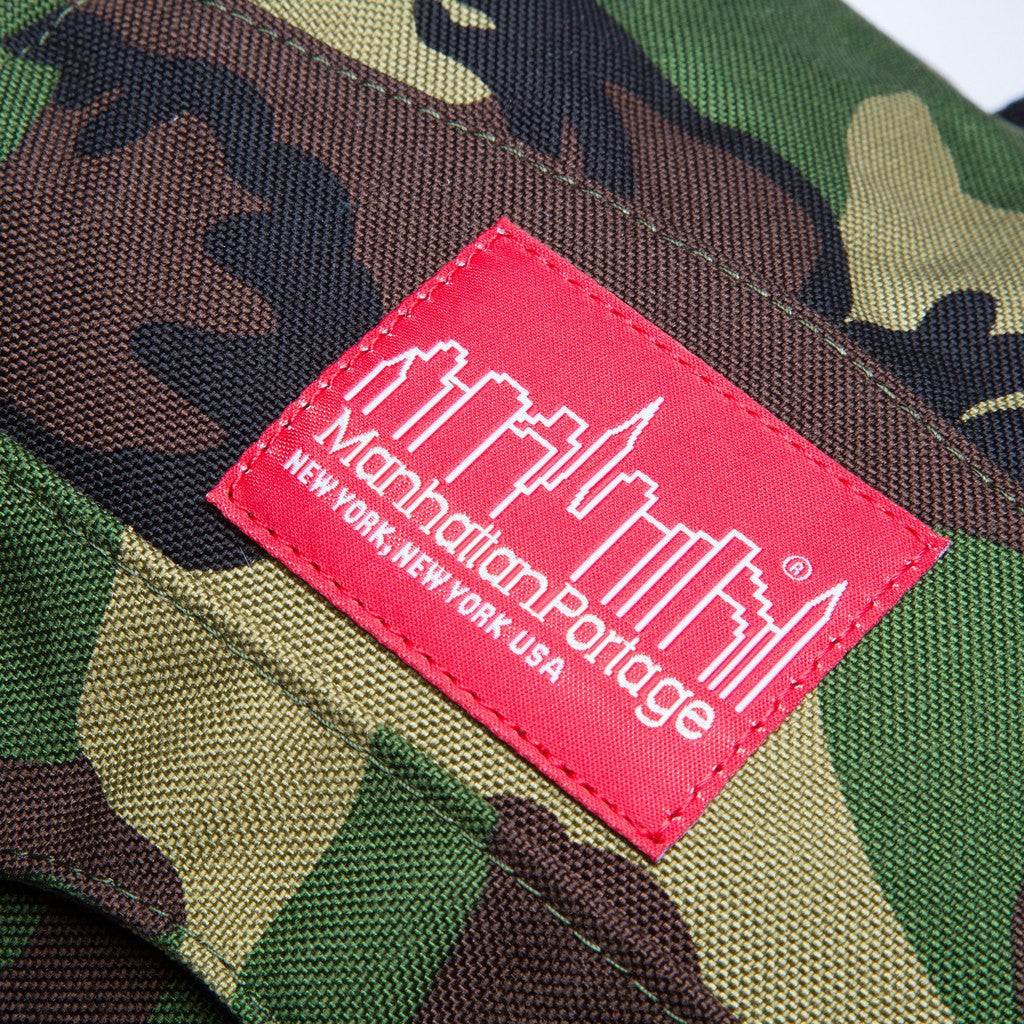 ®
Manhattan Portage
NEW YORK, NEW YORK USA